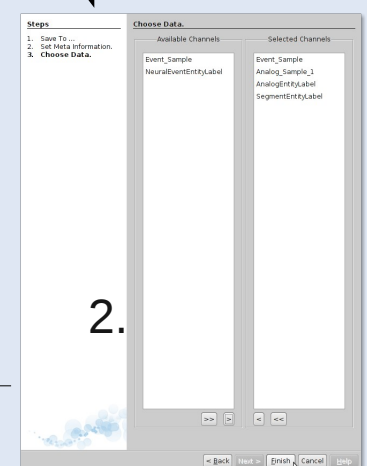 Steps
1. Save To ...
2. Set Meta Information.
3. Choose Data.
2.
Choose Data.
Available Channels
Event_Sample
NeuralEventEntityLabel
>> >
Selected Channels
Event_Sample
Analog_Sample_1
AnalogEntityLabel
SegmentEntityLabel
< <<
< Back Next > Finish Cancel Help